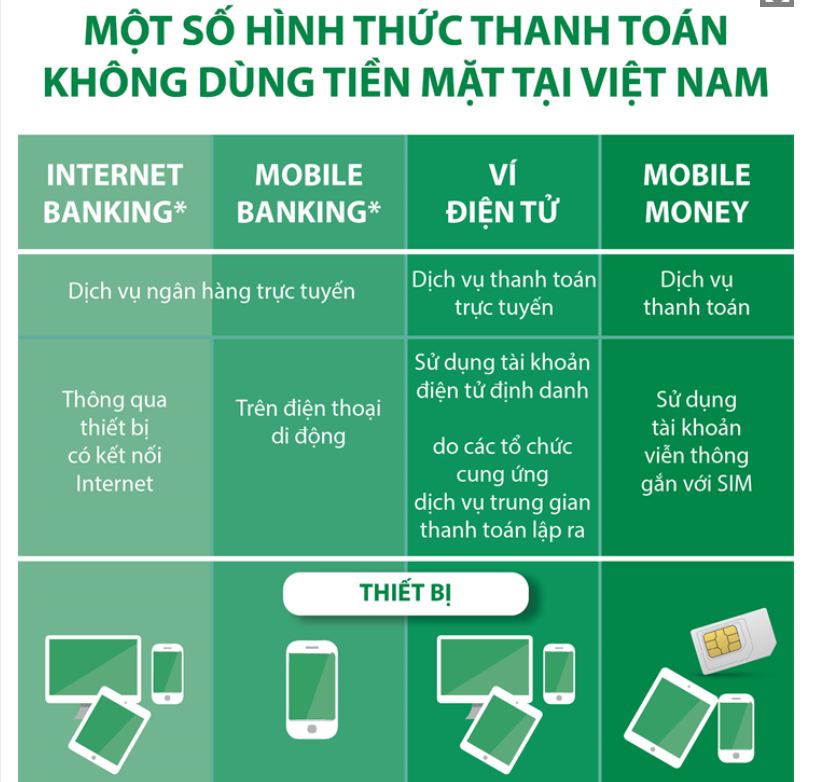 MỘT SỐ HÌNH THỨC THANH TOÁN
KHÔNG DÙNG TIỀN MẶT TẠI VIỆT NAM
INTERNET
BANKING*
MOBILE
BANKING*
VÍ
ĐIỆN TỬ
MOBILE
MONEY
Dịch vụ ngân hàng trực tuyến
Dịch vụ thanh toán
trực tuyến
Dịch vụ
thanh toán
Thông qua
thiết bị
có kết nối
Internet
Trên điện thoại
di động
Sử dụng tài khoản
điện tử định danh
do các tổ chức
cung ứng
dịch vụ trung gian
thanh toán lập ra
Sử dụng
tài khoản
viễn thông
gắn với SIM
THIẾT BỊ